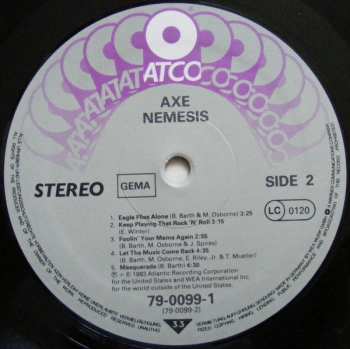 ATCO
AXE
NEMESIS
STEREO
GEMA
SIDE 2
LC 0120
1. Eagle Flies Alone (B. Barth & M. Osborne) 3:25
2. Keep Playing That Rock 'N' Roll 3:15
(E. Winter)
3. Foolin' Your Mama Again 2:55
(B. Barth, M. Osborne & J. Spires)
4. Let The Music Come Back 4:35
(B. Barth, M. Osborne, E. Riley, Jr. & T. Mueller)
5. Masquerade (B. Barth) 4:30
1983 Atlantic Recording Corporation
for the United States and WEA International Inc.
for the world outside of the United States.
79-0099-1
(79-0099-2)
33